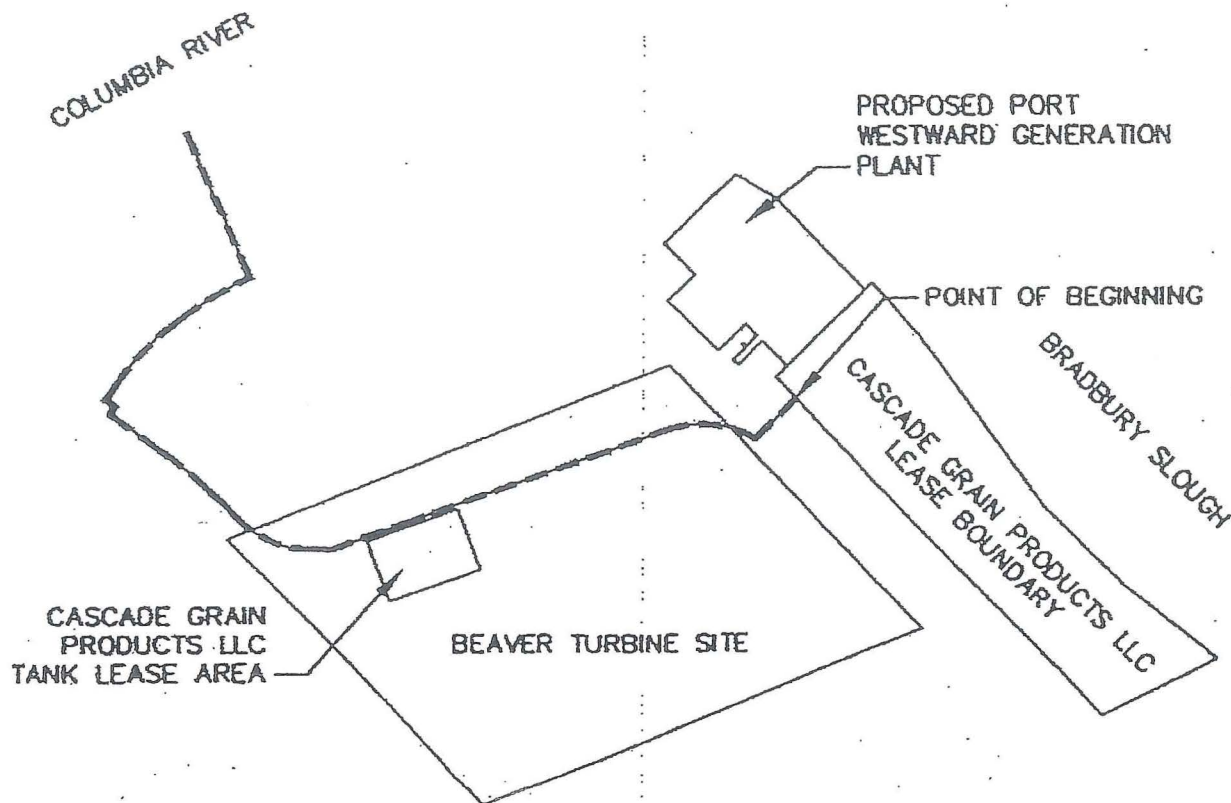 COLUMBIA RIVER
PROPOSED PORT
WESTWARD GENERATION
PLANT
POINT OF BEGINNING
BRADBURY SLOUGH
CASCADE GRAIN PRODUCTS LLC
LEASE BOUNDARY
CASCADE GRAIN
PRODUCTS LLC
TANK LEASE AREA
BEAVER TURBINE SITE